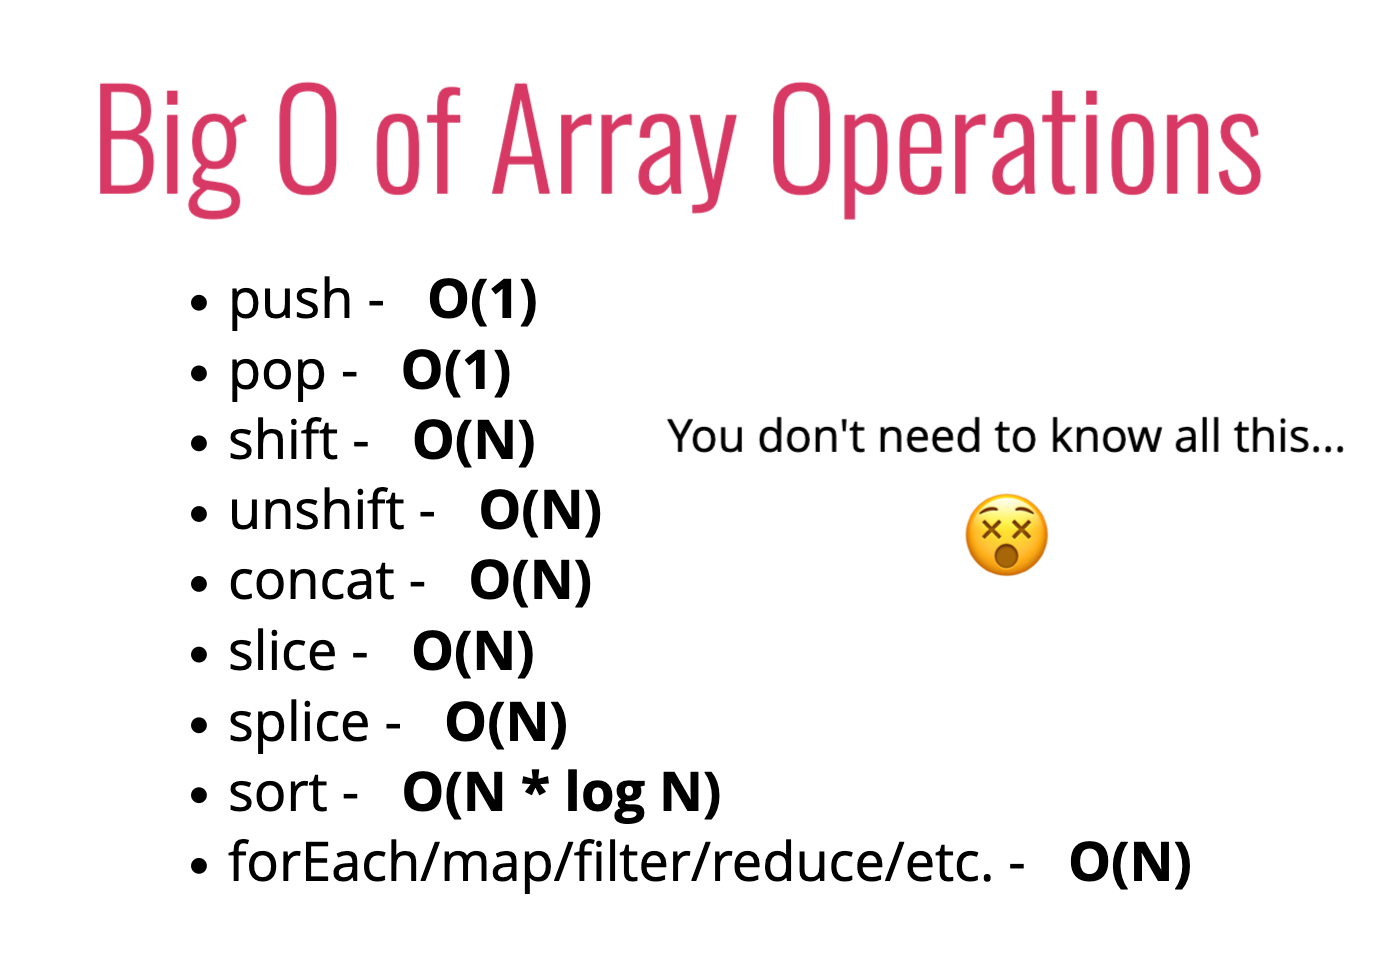 Big O of Array Operations
• push - O(1)
• pop - O(1)
• shift - O(N)
• unshift - O(N)
• concat - O(N)
• slice - O(N)
• splice - O(N)
• sort - O(N * log N)
• forEach/map/filter/reduce/etc. - O(N)
You don't need to know all this...